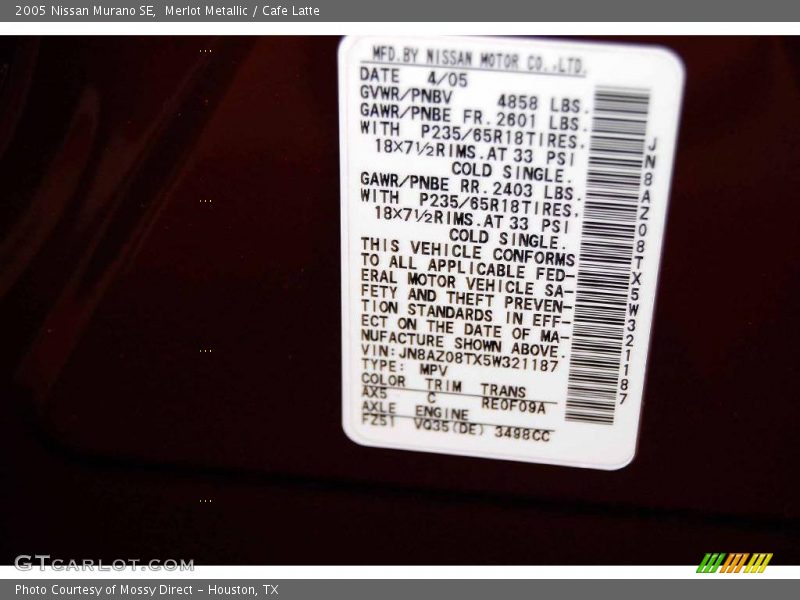 2005 Nissan Murano SE,  Merlot Metallic / Cafe Latte
MFD.BY NISSAN MOTOR CO.,LTD.
DATE 4/05
GVWR/PNBV 4858 LBS.
GAWR/PNBE FR.2601 LBS.
WITH P235/65R18TIRES.
18X7½RIMS.AT 33 PSI
COLD SINGLE.
GAWR/PNBE RR.2403 LBS.
WITH P235/65R18TIRES,
18X7½RIMS.AT 33 PSI
COLD SINGLE.
THIS VEHICLE CONFORMS
TO ALL APPLICABLE FED-
ERAL MOTOR VEHICLE SA-
FETY AND THEFT PREVEN-
TION STANDARDS IN EFF-
ECT ON THE DATE OF MA-
NUFACTURE SHOWN ABOVE.
VIN:JN8AZ08TX5W321187
TYPE: MPV
COLOR TRIM TRANS
AX5 C RE0F09A
AXLE ENGINE
FZ51 VQ35(DE) 3498CC
JN8AZ08TX5W321187
GTCARLOT.COM
Photo Courtesy of Mossy Direct – Houston, TX